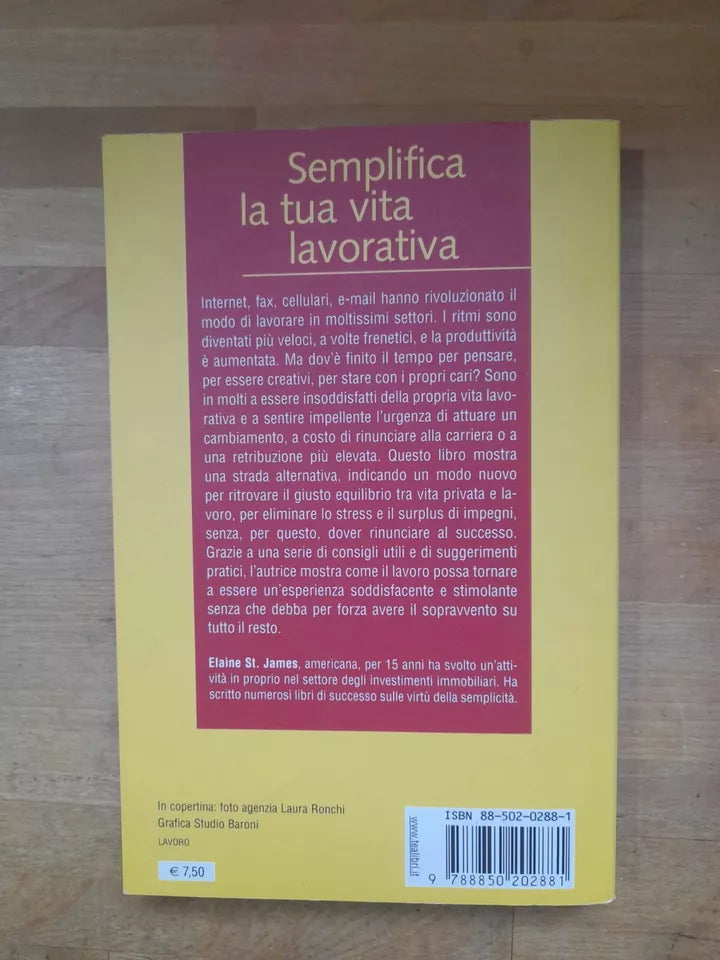 Semplifica
la tua vita
lavorativa
Internet, fax, cellulari, e-mail hanno rivoluzionato il
modo di lavorare in moltissimi settori. I ritmi sono
diventati più veloci, a volte frenetici, e la produttività
è aumentata. Ma dov'è finito il tempo per pensare,
per essere creativi, per stare con i propri cari? Sono
in molti a essere insoddisfatti della propria vita lavo-
rativa e a sentire impellente l'urgenza di attuare un
cambiamento, a costo di rinunciare alla carriera o a
una retribuzione più elevata. Questo libro mostra
una strada alternativa, indicando un modo nuovo
per ritrovare il giusto equilibrio tra vita privata e la-
voro, per eliminare lo stress e il surplus di impegni,
senza, per questo, dover rinunciare al successo.
Grazie a una serie di consigli utili e di suggerimenti
pratici, l'autrice mostra come il lavoro possa tornare
a essere un'esperienza soddisfacente e stimolante
senza che debba per forza avere il sopravvento su
tutto il resto.
Elaine St. James, americana, per 15 anni ha svolto un'atti-
vità in proprio nel settore degli investimenti immobiliari. Ha
scritto numerosi libri di successo sulle virtù della semplicità.
In copertina: foto agenzia Laura Ronchi
Grafica Studio Baroni
LAVORO
€ 7,50
www.tealibri.it
ISBN 88-502-0288-1
9 788850 202881